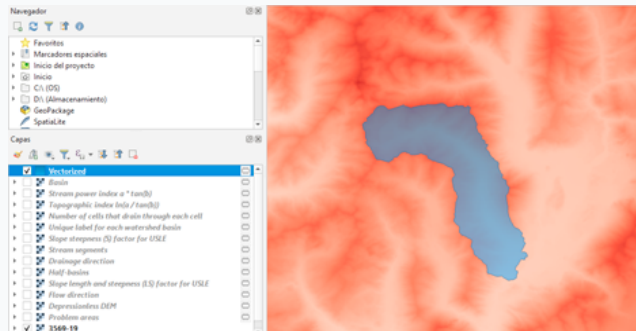 Navegador
Favoritos
Marcadores espaciales
Inicio del proyecto
Inicio
C:\ (OS)
D:\ (Almacenamiento)
GeoPackage
SpatiaLite
Capas
Vectorized
Basin
Stream power index a * tan(b)
Topographic index ln(a / tan(b))
Number of cells that drain through each cell
Unique label for each watershed basin
Slope steepness (S) factor for USLE
Stream segments
Drainage direction
Half-basins
Slope length and steepness (LS) factor for USLE
Flow direction
Depressionless DEM
Problem areas
3569-19